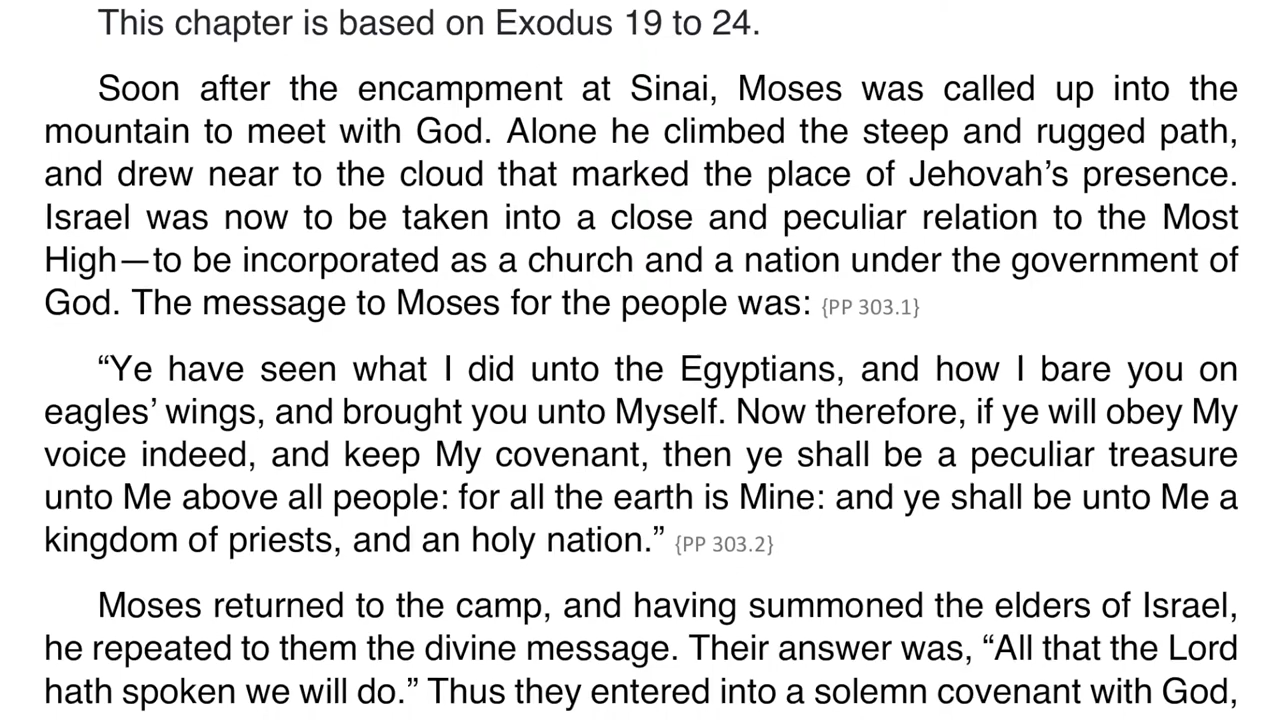 This chapter is based on Exodus 19 to 24.
Soon after the encampment at Sinai, Moses was called up into the
mountain to meet with God. Alone he climbed the steep and rugged path,
and drew near to the cloud that marked the place of Jehovah’s presence.
Israel was now to be taken into a close and peculiar relation to the Most
High—to be incorporated as a church and a nation under the government of
God. The message to Moses for the people was: {PP 303.1}
“Ye have seen what I did unto the Egyptians, and how I bare you on
eagles’ wings, and brought you unto Myself. Now therefore, if ye will obey My
voice indeed, and keep My covenant, then ye shall be a peculiar treasure
unto Me above all people: for all the earth is Mine: and ye shall be unto Me a
kingdom of priests, and an holy nation.” {PP 303.2}
Moses returned to the camp, and having summoned the elders of Israel,
he repeated to them the divine message. Their answer was, “All that the Lord
hath spoken we will do.” Thus they entered into a solemn covenant with God,